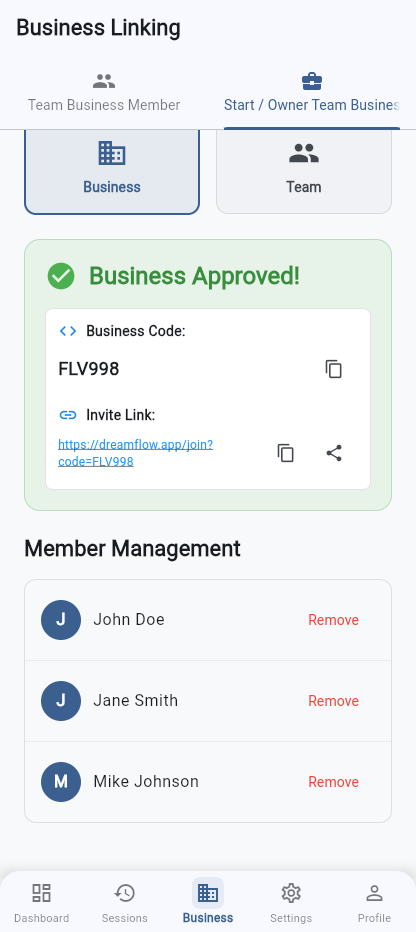 Business Linking
Team Business Member
Start / Owner Team Busines
Business
Team
Business Approved!
Business Code:
FLV998
Invite Link:
https://dreamflow.app/join?
code=FLV998
Member Management
J John Doe Remove
J Jane Smith Remove
M Mike Johnson Remove
Dashboard Sessions Business Settings Profile